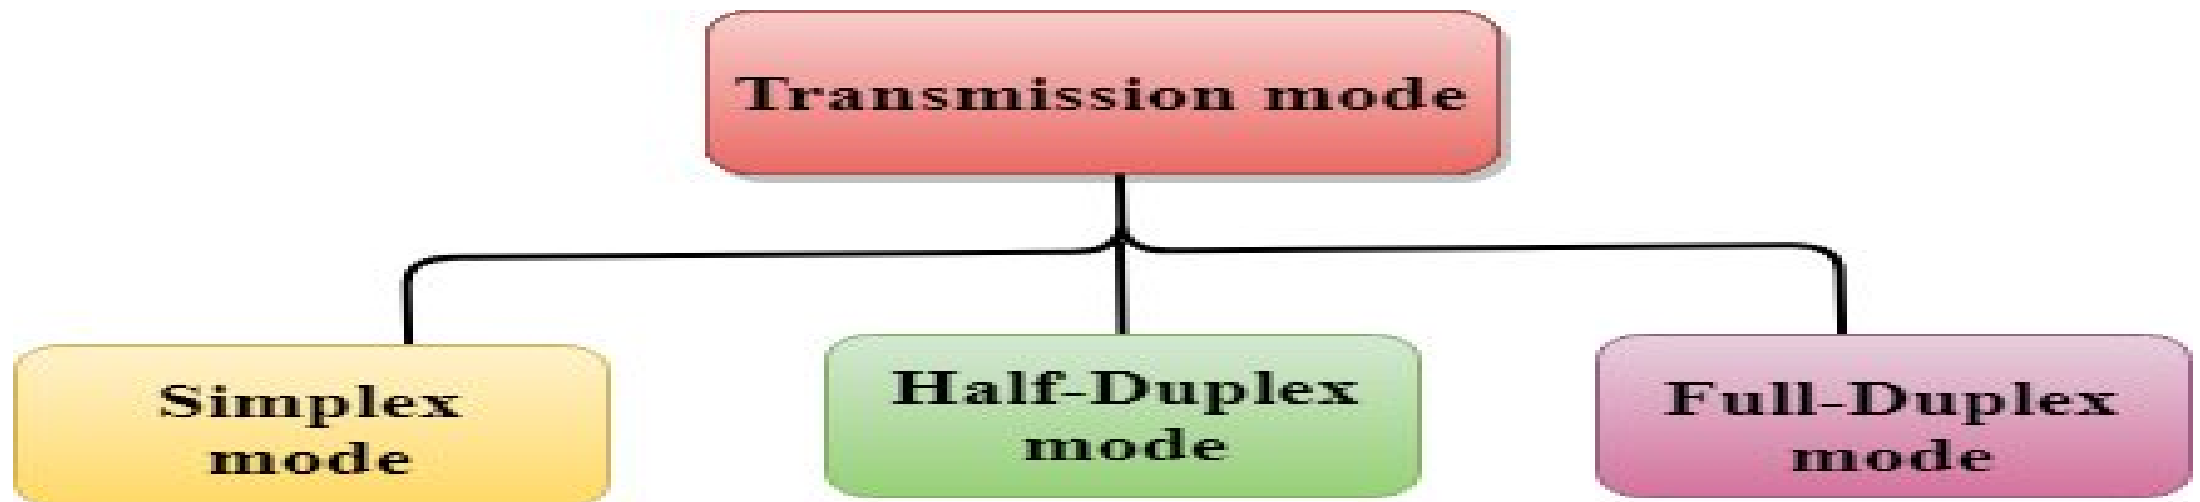 Transmission mode
Simplex
mode
Half-Duplex
mode
Full-Duplex
mode